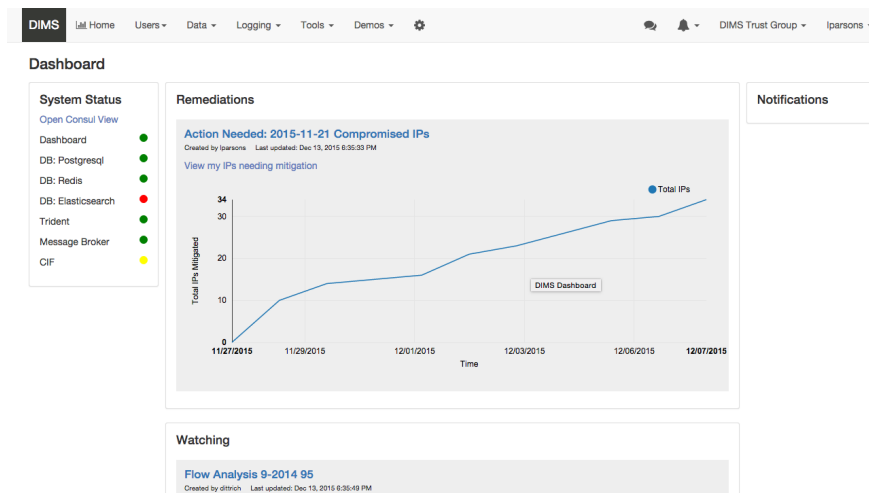 DIMS Home Users Data Logging Tools Demos DIMS Trust Group lparsons
Dashboard
System Status
Open Consul View
Dashboard
DB: Postgresql
DB: Redis
DB: Elasticsearch
Trident
Message Broker
CIF
Remediations
Action Needed: 2015-11-21 Compromised IPs
Created by lparsons Last updated: Dec 13, 2015 6:35:33 PM
View my IPs needing mitigation
Total IPs
34
30
20
10
0
Total IPs Mitigated
DIMS Dashboard
11/27/2015 11/29/2015 12/01/2015 12/03/2015 12/06/2015 12/07/2015
Time
Watching
Flow Analysis 9-2014 95
Created by dittrich Last updated: Dec 13, 2015 6:35:49 PM
Notifications